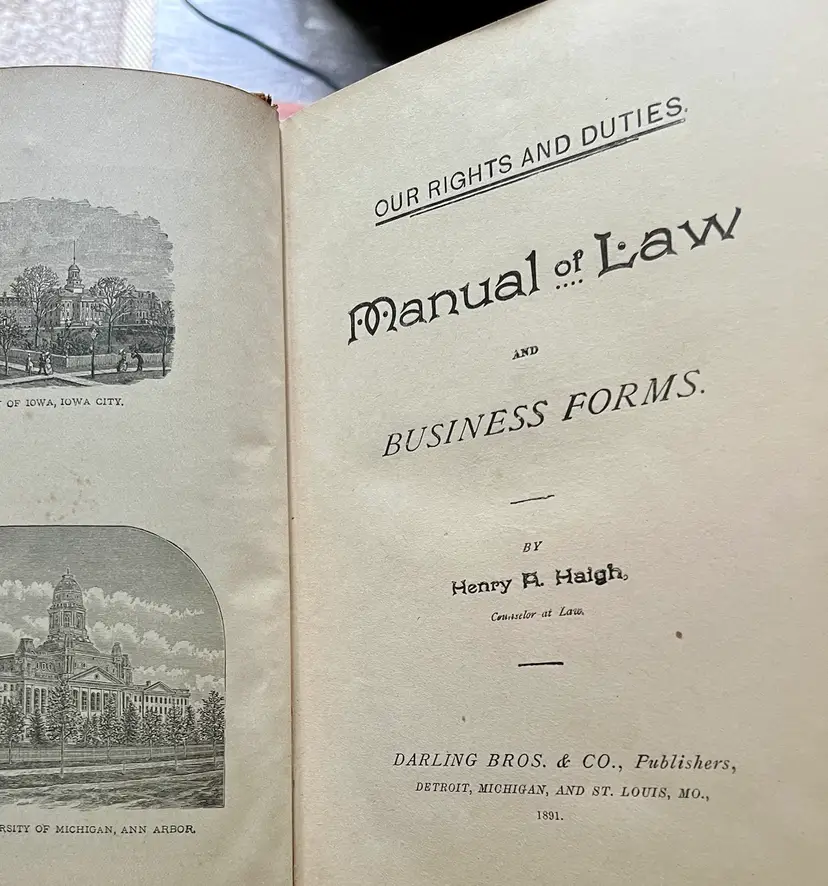 OF IOWA, IOWA CITY.
RSITY OF MICHIGAN, ANN ARBOR.
OUR RIGHTS AND DUTIES.
Manual of Law
AND
BUSINESS FORMS.
BY
Henry A. Haigh,
Counselor at Law.
DARLING BROS. & CO., Publishers,
DETROIT, MICHIGAN, AND ST. LOUIS, MO.,
1891.